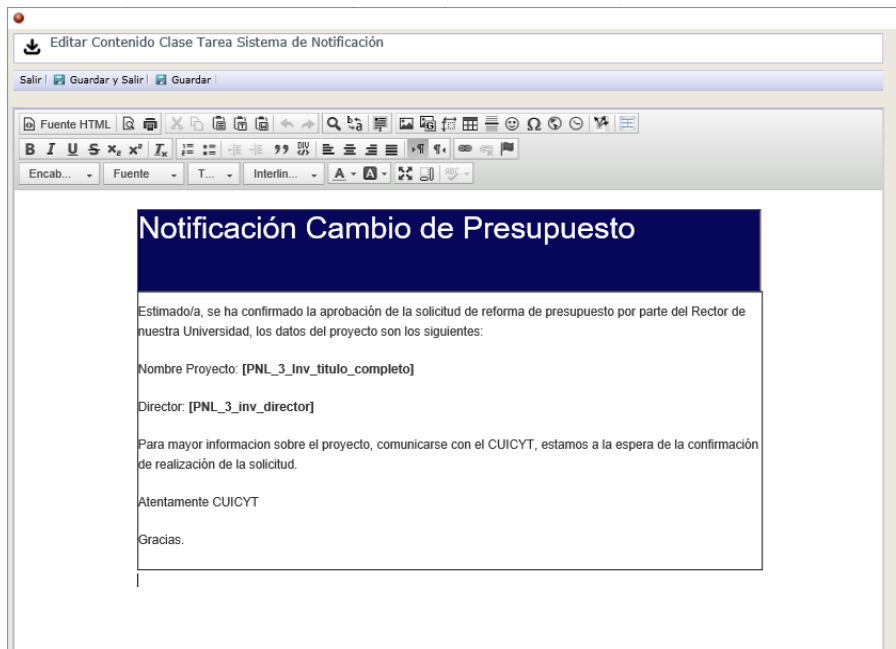 Editar Contenido Clase Tarea Sistema de Notificación
Salir Guardar y Salir Guardar
Fuente HTML
Encab... Fuente T... Interlin...
Notificación Cambio de Presupuesto
Estimado/a, se ha confirmado la aprobación de la solicitud de reforma de presupuesto por parte del Rector de
nuestra Universidad, los datos del proyecto son los siguientes:
Nombre Proyecto: [PNL_3_Inv_titulo_completo]
Director: [PNL_3_inv_director]
Para mayor informacion sobre el proyecto, comunicarse con el CUICYT, estamos a la espera de la confirmación
de realización de la solicitud.
Atentamente CUICYT
Gracias.